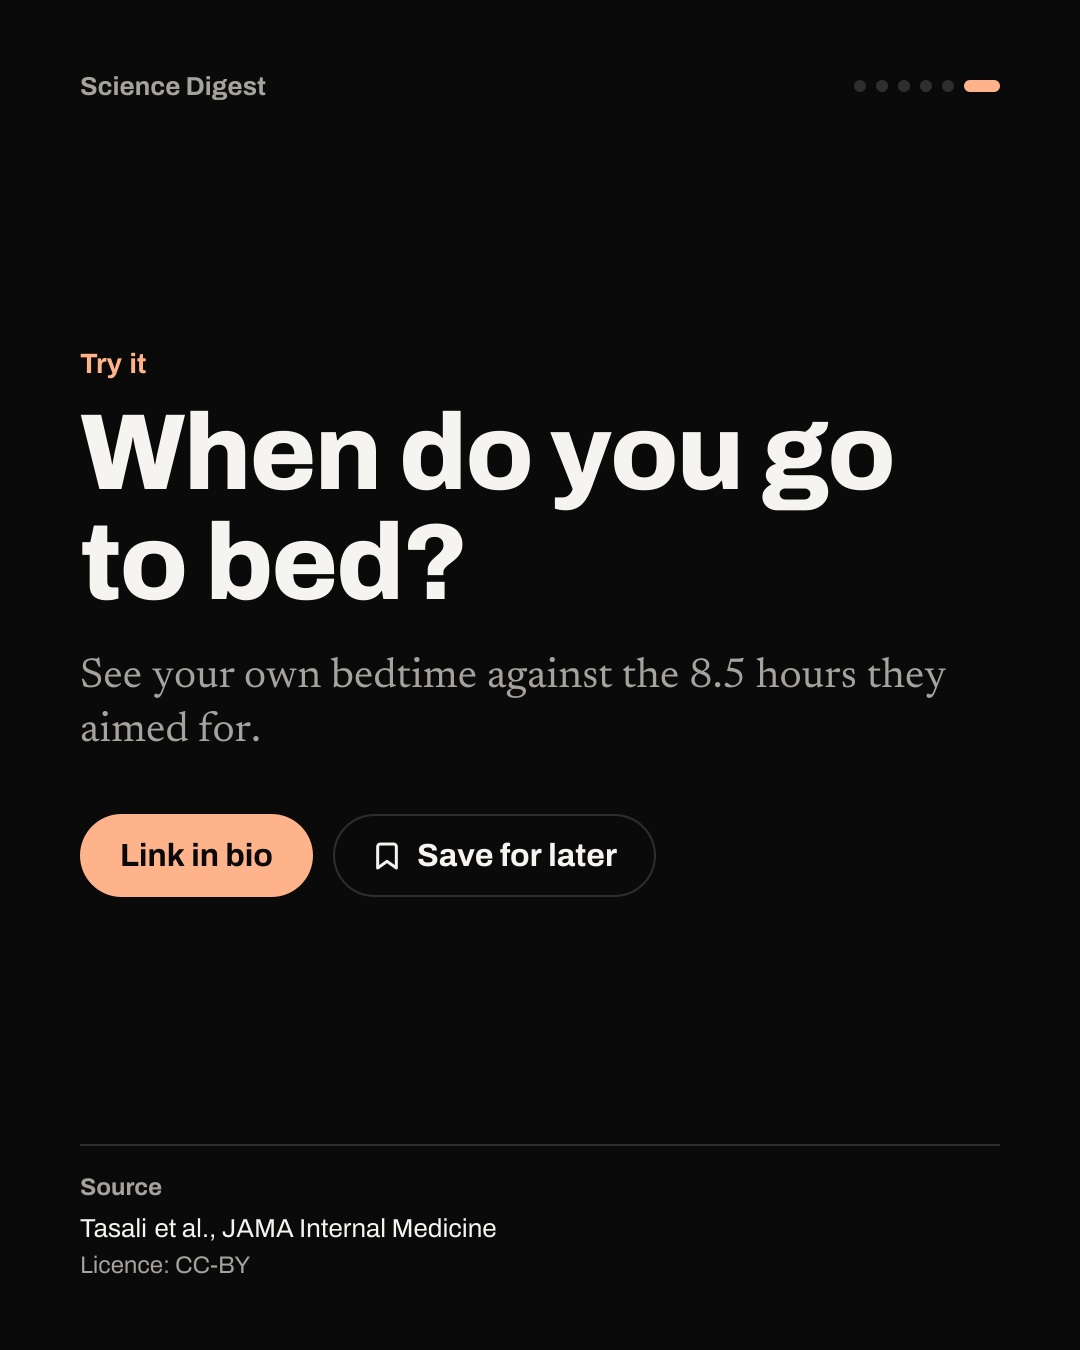 Science Digest
Try it
When do you go
to bed?
See your own bedtime against the 8.5 hours they
aimed for.
Link in bio
Save for later
Source
Tasali et al., JAMA Internal Medicine
Licence: CC-BY